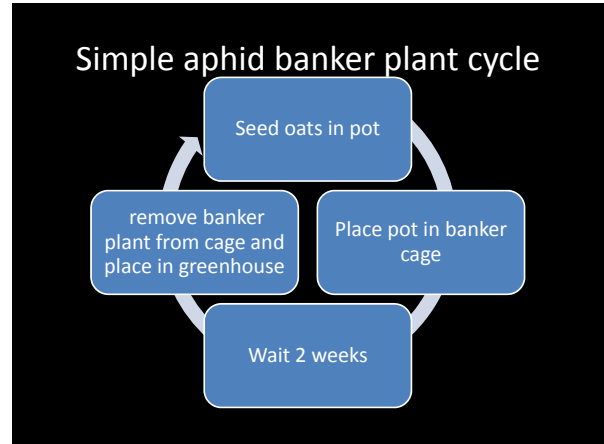 Simple aphid banker plant cycle
Seed oats in pot
Place pot in banker
cage
Wait 2 weeks
remove banker
plant from cage and
place in greenhouse